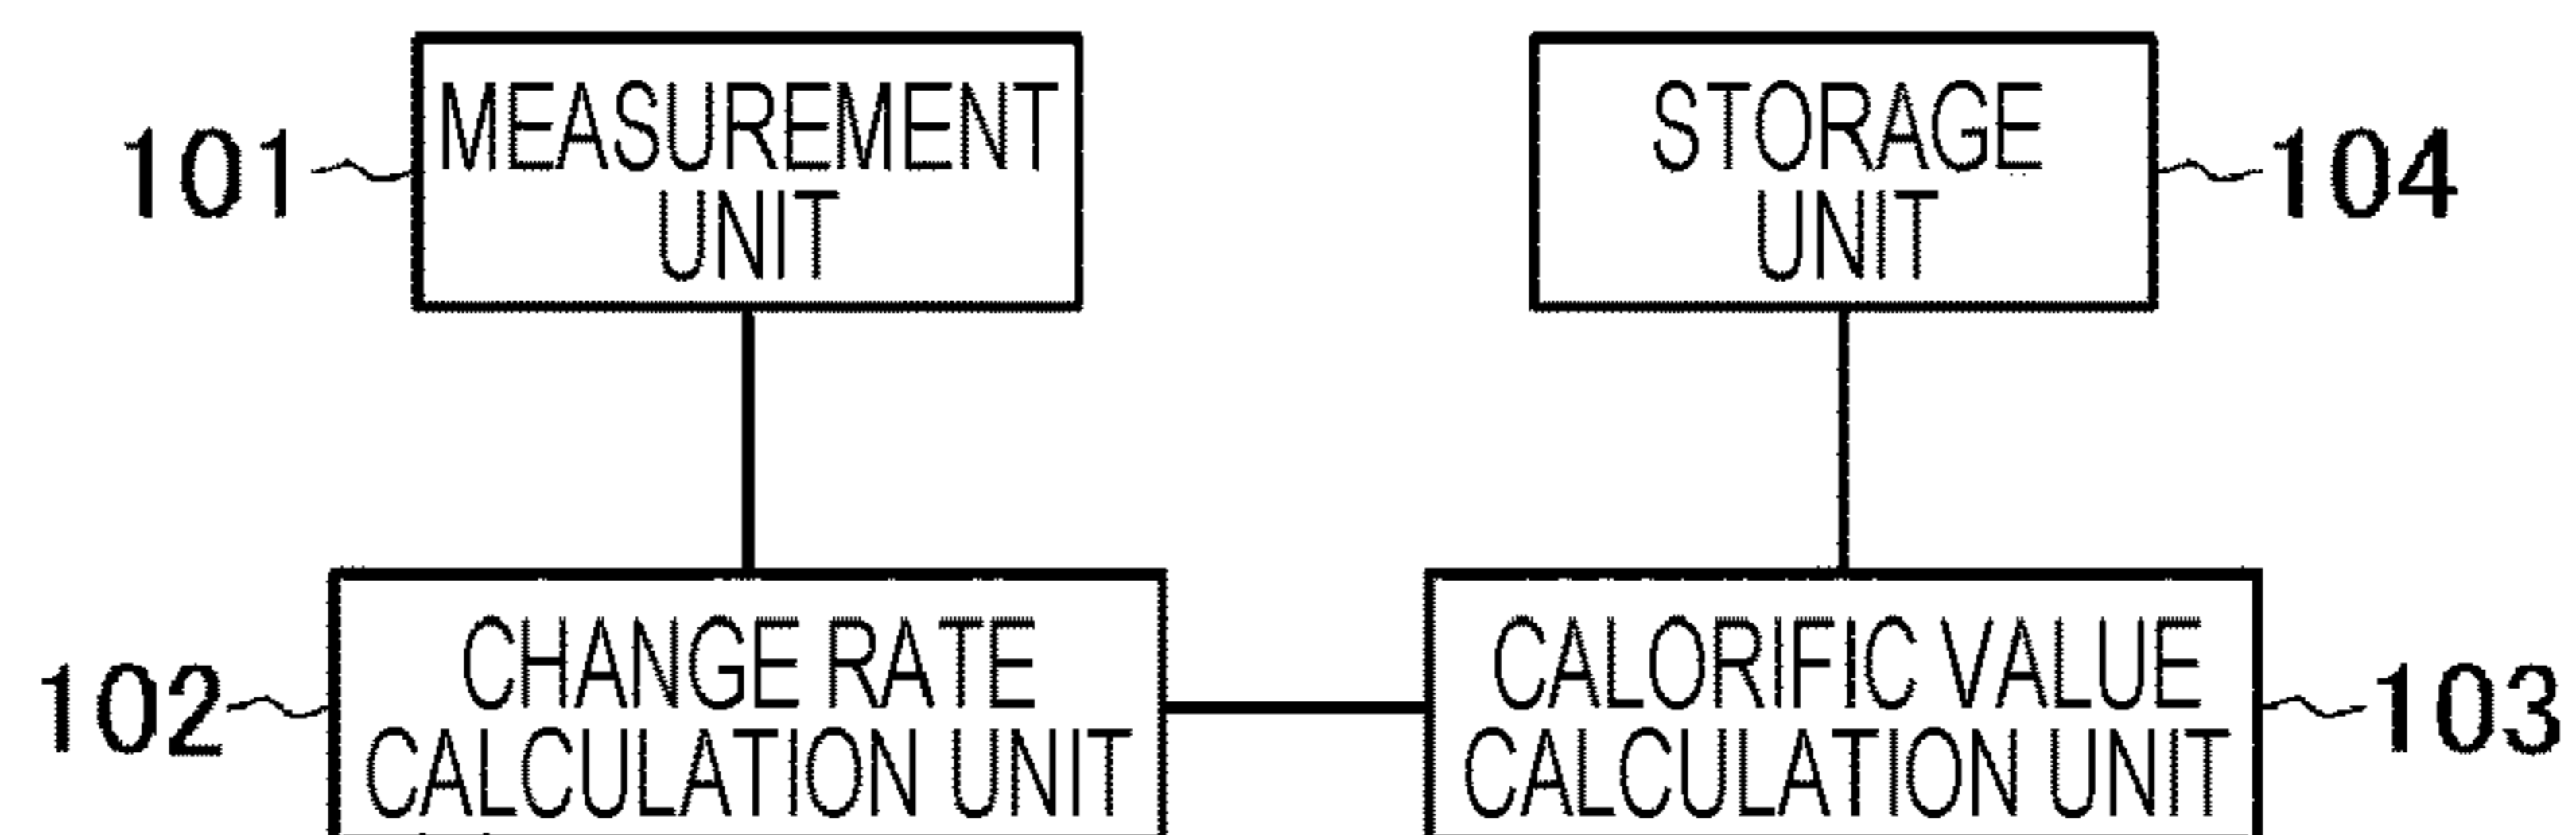 101
MEASUREMENT
UNIT
STORAGE
UNIT
104
102
CHANGE RATE
CALCULATION UNIT
CALORIFIC VALUE
CALCULATION UNIT
103